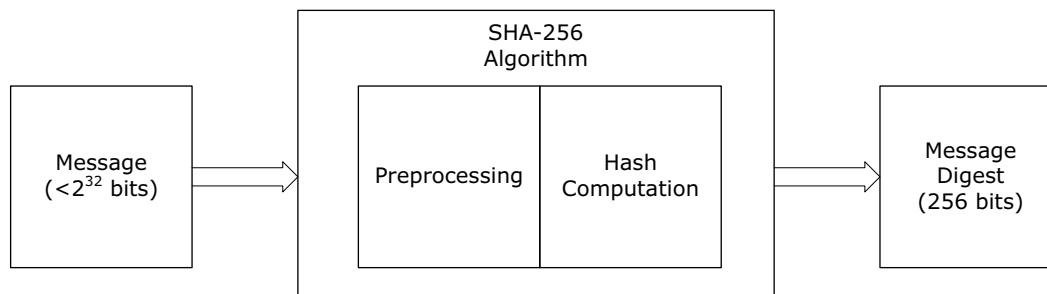 SHA-256
Algorithm
Message
(<2³² bits)
Preprocessing
Hash
Computation
Message
Digest
(256 bits)